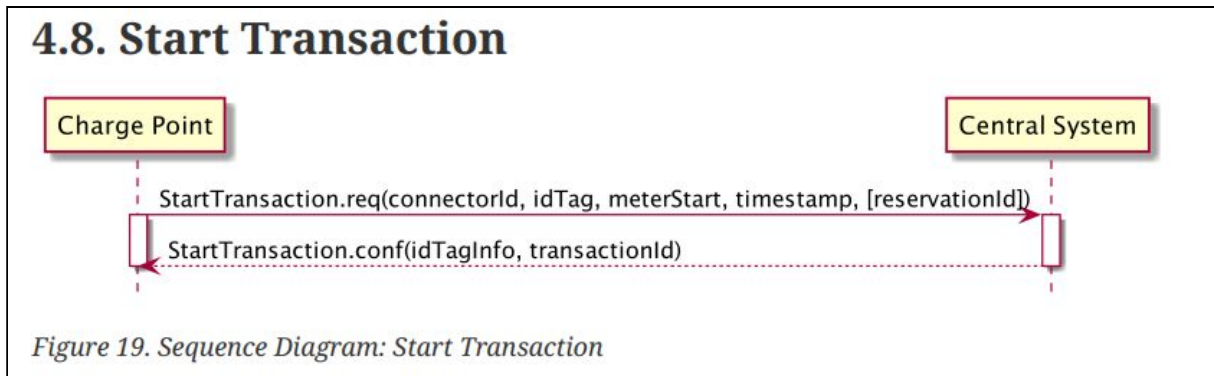 4.8. Start Transaction
Charge Point
Central System
StartTransaction.req(connectorId, idTag, meterStart, timestamp, [reservationId])
StartTransaction.conf(idTagInfo, transactionId)
Figure 19. Sequence Diagram: Start Transaction